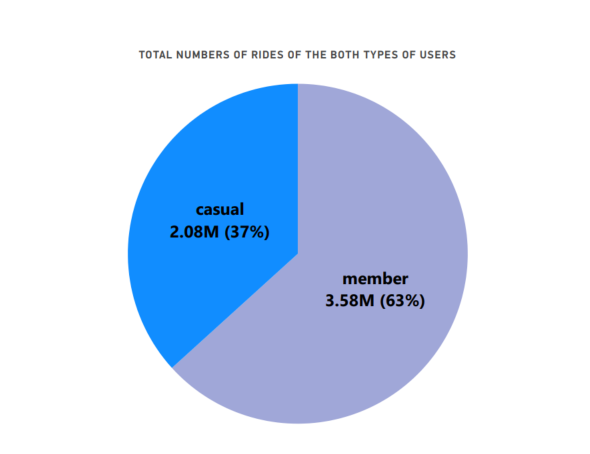 TOTAL NUMBERS OF RIDES OF THE BOTH TYPES OF USERS
casual
2.08M (37%)
member
3.58M (63%)